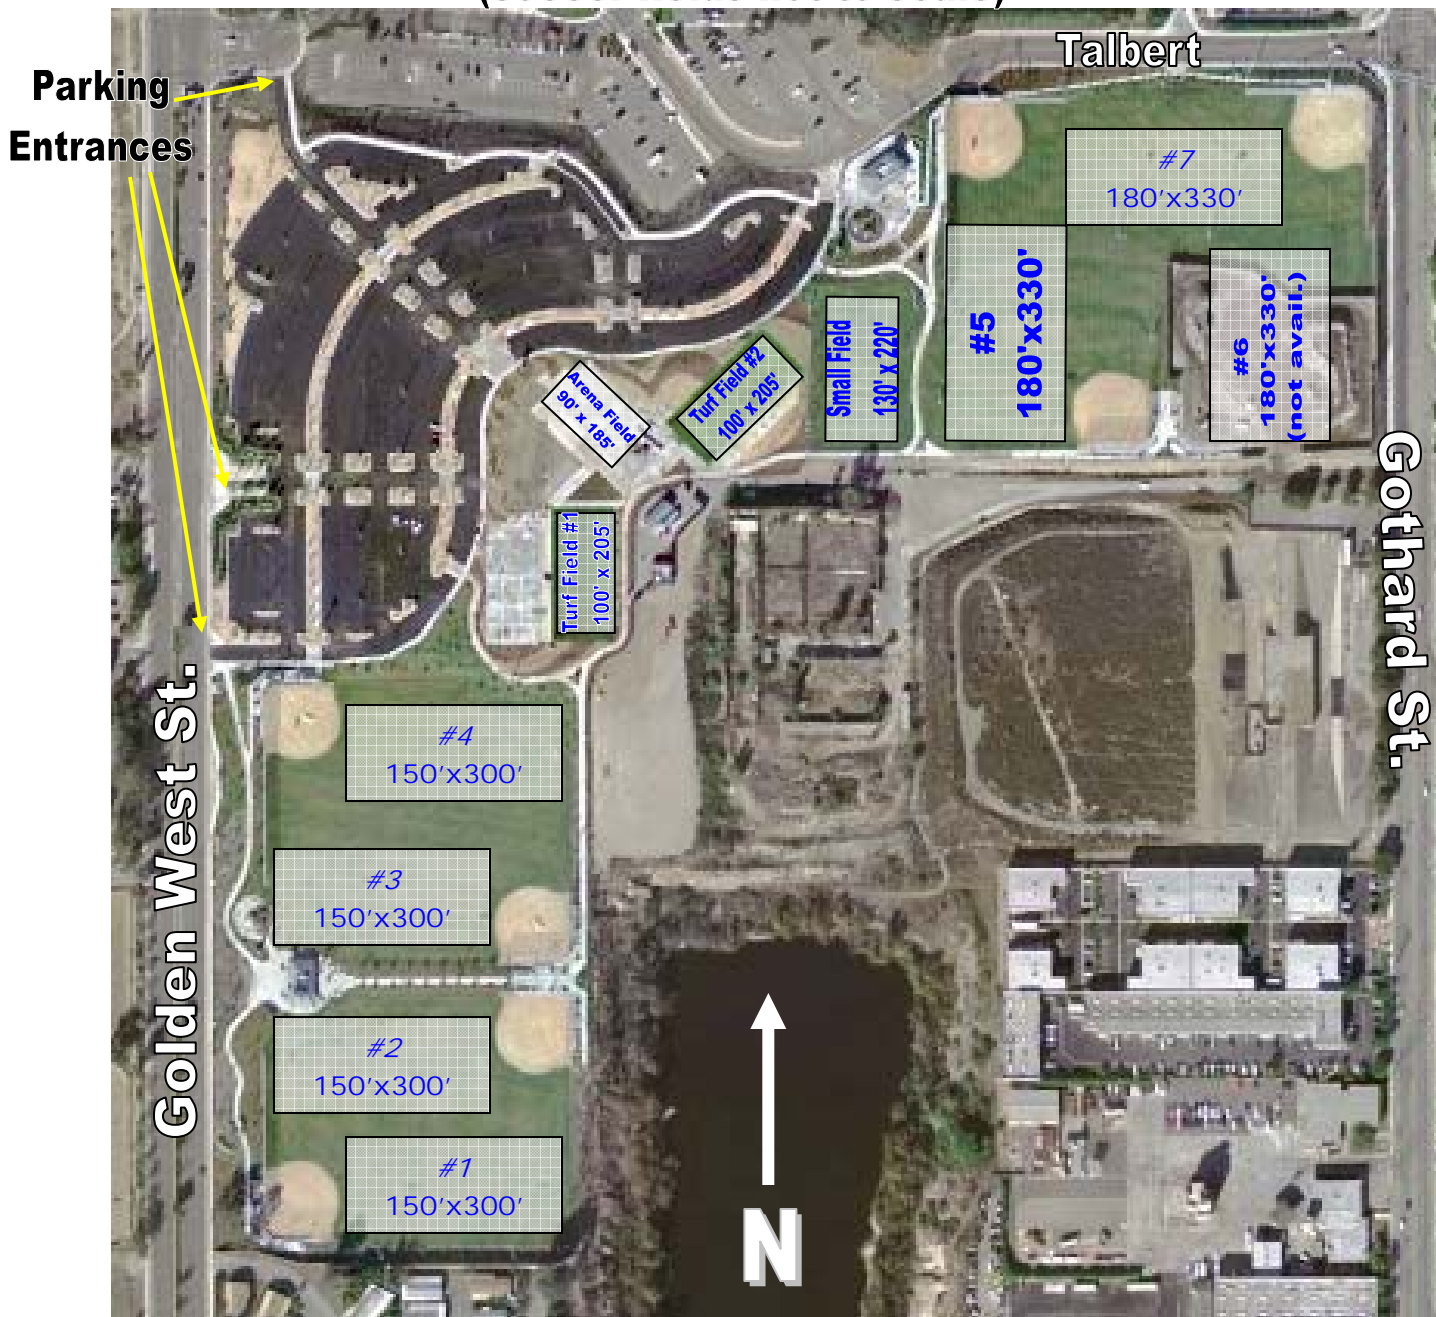 Talbert
Parking
Entrances
#7
180'x330'
#5
180'x330'
#6
180'x330'
(not avail.)
Small Field
130' x 220'
Turf Field #2
100' x 205'
Arena Field
90' x 185'
Turf Field #1
100' x 205'
Gothard St.
Golden West St.
#4
150'x300'
#3
150'x300'
#2
150'x300'
#1
150'x300'
N